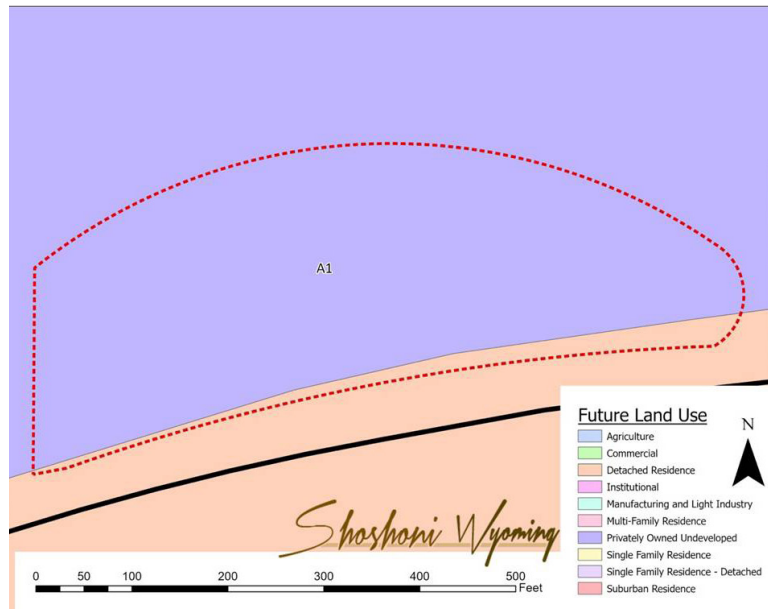 A1
Future Land Use
N
Agriculture
Commercial
Detached Residence
Institutional
Manufacturing and Light Industry
Multi-Family Residence
Privately Owned Undeveloped
Single Family Residence
Single Family Residence - Detached
Suburban Residence
Shoshoni Wyoming
0 50 100 200 300 400 500
Feet